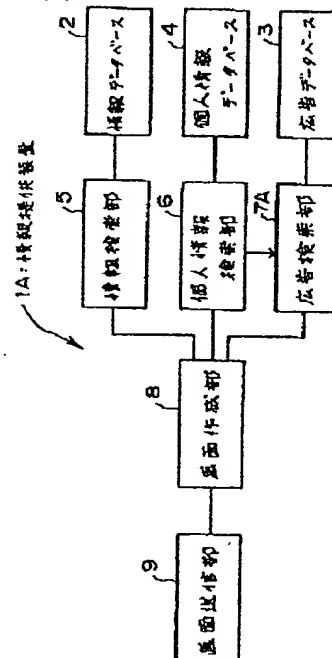 1A:情報提供装置
2
情報データベース
4
個人情報
データベース
3
広告データベース
5
情報検索部
6
個人情報
検索部
7A
広告検索部
8
画面作成部
9
画面送信部